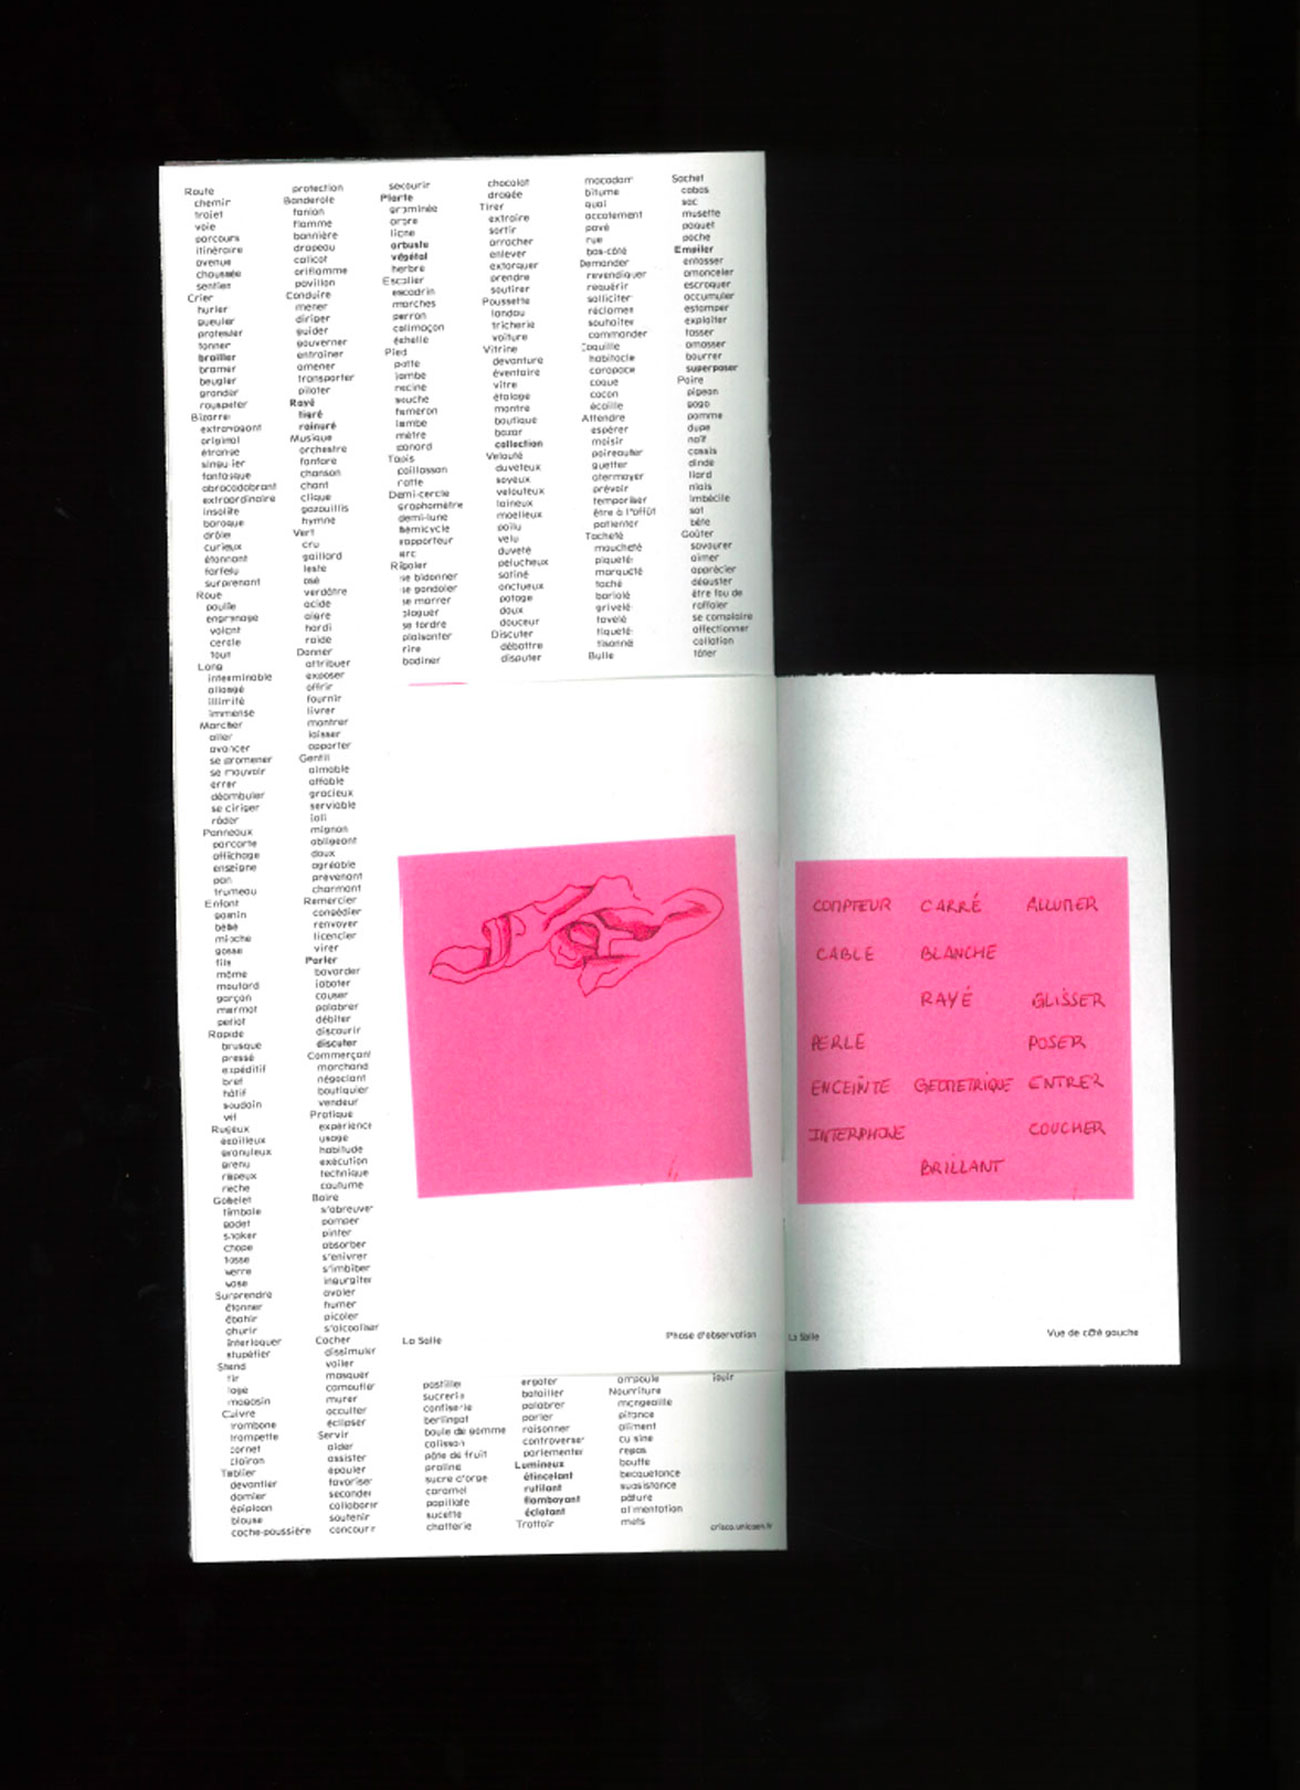 Route
chemin
trajet
voie
parcours
itinéraire
avenue
chaussée
sentier
Crier
hurler
gueuler
protester
tonner
brailler
bramer
beugler
gronder
rouspéter
Bizarre
extravagant
original
étrange
singulier
fantasque
abracadabrant
extraordinaire
insolite
baroque
drôle
curieux
étonnant
farfelu
surprenant
Roue
poulie
engrenage
volant
cercle
tour
Long
interminable
allongé
illimité
immense
Marcher
aller
avancer
se promener
se mouvoir
errer
déambuler
se diriger
rôder
Panneaux
pancarte
affichage
enseigne
pan
trumeau
Enfant
gamin
bébé
mioche
gosse
fils
môme
moutard
garçon
marmot
petiot
Rapide
brusque
pressé
expéditif
bref
hâtif
soudain
vif
Rugueux
écailleux
granuleux
grenu
râpeux
rêche
Gobelet
timbale
godet
shaker
chope
tasse
verre
vase
Surprendre
étonner
ébahir
ahurir
interloquer
stupéfier
Stand
tir
loge
magasin
Cuivre
trombone
trompette
cornet
clairon
Tablier
devantier
damier
épiploon
blouse
cache-poussière
protection
Banderole
fanion
flamme
bannière
drapeau
calicot
oriflamme
pavillon
Conduire
mener
diriger
guider
gouverner
entraîner
amener
transporter
piloter
Rayé
tigré
rainuré
Musique
orchestre
fanfare
chanson
chant
clique
gazouillis
hymne
Vert
cru
gaillard
leste
osé
verdâtre
acide
aigre
hardi
raide
Donner
attribuer
exposer
offrir
fournir
livrer
montrer
laisser
apporter
Gentil
aimable
affable
gracieux
serviable
joli
mignon
obligeant
doux
agréable
prévenant
charmant
Remercier
congédier
renvoyer
licencier
virer
Parler
bavarder
jaboter
causer
palabrer
débiter
discourir
discuter
Commerçant
marchand
négociant
boutiquier
vendeur
Pratique
expérience
usage
habitude
exécution
technique
coutume
Boire
s'abreuver
pomper
pinter
absorber
s'enivrer
s'imbiber
ingurgiter
avaler
humer
picoler
s'alcooliser
Cacher
dissimuler
voiler
masquer
camoufler
murer
occulter
éclipser
Servir
aider
assister
épauler
favoriser
seconder
collaborer
soutenir
concourir
secourir
Plante
graminée
arbre
ligne
arbuste
végétal
herbre
Escalier
escadrin
marches
perron
colimaçon
échelle
Pied
patte
jambe
racine
souche
fumeron
lambe
mètre
panard
Tapis
paillasson
natte
Demi-cercle
graphomètre
demi-lune
hémicycle
rapporteur
arc
Rigoler
se bidonner
se gondoler
se marrer
blaguer
se tordre
plaisanter
rire
badiner
chocolat
dragée
Tirer
extraire
sortir
arracher
enlever
extorquer
prendre
soutirer
Poussette
landau
tricherie
voiture
Vitrine
devanture
éventaire
vitre
étalage
montre
boutique
bazar
collection
Velouté
duveteux
soyeux
velouteux
laineux
moelleux
poilu
velu
duveté
pelucheux
satiné
onctueux
potage
doux
douceur
Discuter
débattre
disputer
macadam
bitume
quai
accotement
pavé
rue
bas-côté
Demander
revendiquer
requérir
solliciter
réclamer
souhaiter
commander
Coquille
habitacle
carapace
coque
cocon
écaille
Attendre
espérer
moisir
poireauter
guetter
atermoyer
prévoir
temporiser
être à l'affût
patienter
Tacheté
moucheté
piqueté
marqueté
taché
bariolé
grivelé
tavelé
tiqueté
tisonné
Bulle
Sachet
cabas
sac
musette
paquet
poche
Empiler
entasser
amonceler
escroquer
accumuler
estamper
exploiter
tasser
amasser
bourrer
superposer
Poire
pigeon
gogo
pomme
dupe
naïf
cassis
dinde
liard
niais
imbécile
sot
bête
Goûter
savourer
aimer
apprécier
déguster
être fou de
raffoler
se complaire
affectionner
collation
tâner
La Salle
Phase d'observation
pastilles
sucrerie
confiserie
berlingot
boule de gomme
calisson
pâte de fruit
praline
sucre d'orge
caramel
papillote
sucette
chatterie
ergoter
batailler
palabrer
parler
raisonner
controverser
parlementer
Lumineux
étincelant
rutilant
flamboyant
éclatant
Trottoir
ampoule
Nourriture
mangeaille
pitance
aliment
cuisine
repas
bouffe
becquetance
subsistance
pâture
alimentation
mets
jouir
crisco.unicaen.fr
COMPTEUR CARRÉ ALLUMER
CABLE BLANCHE
RAYÉ GLISSER
PERLE POSER
ENCEINTE GEOMETRIQUE ENTRER
INTERPHONE COUCHER
BRILLANT
La Salle
Vue de côté gauche